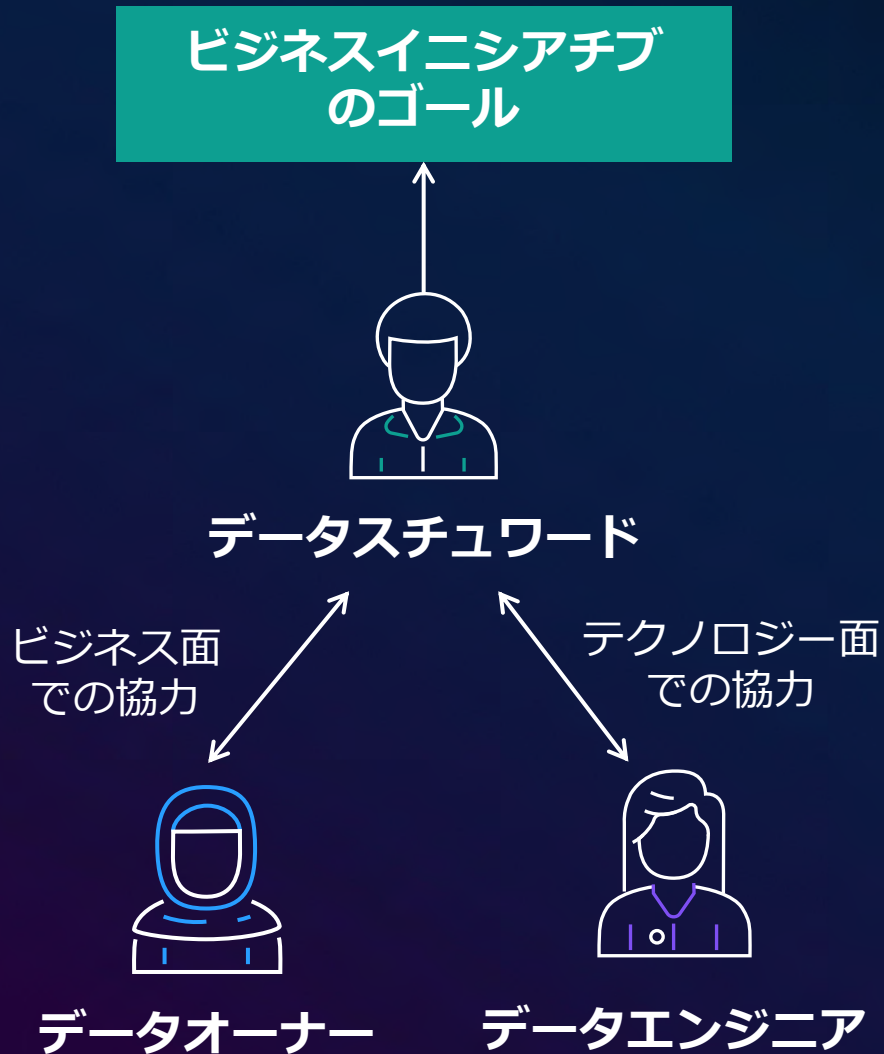 ビジネスイニシアチブ
のゴール
データスチュワード
ビジネス面
での協力
テクノロジー面
での協力
データオーナー
データエンジニア